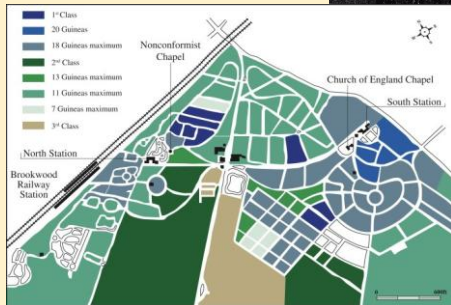 1st Class
20 Guineas
18 Guineas maximum
2nd Class
13 Guineas maximum
11 Guineas maximum
7 Guineas maximum
3rd Class
Nonconformist
Chapel
Church of England Chapel
South Station
North Station
Brookwood
Railway
Station
0